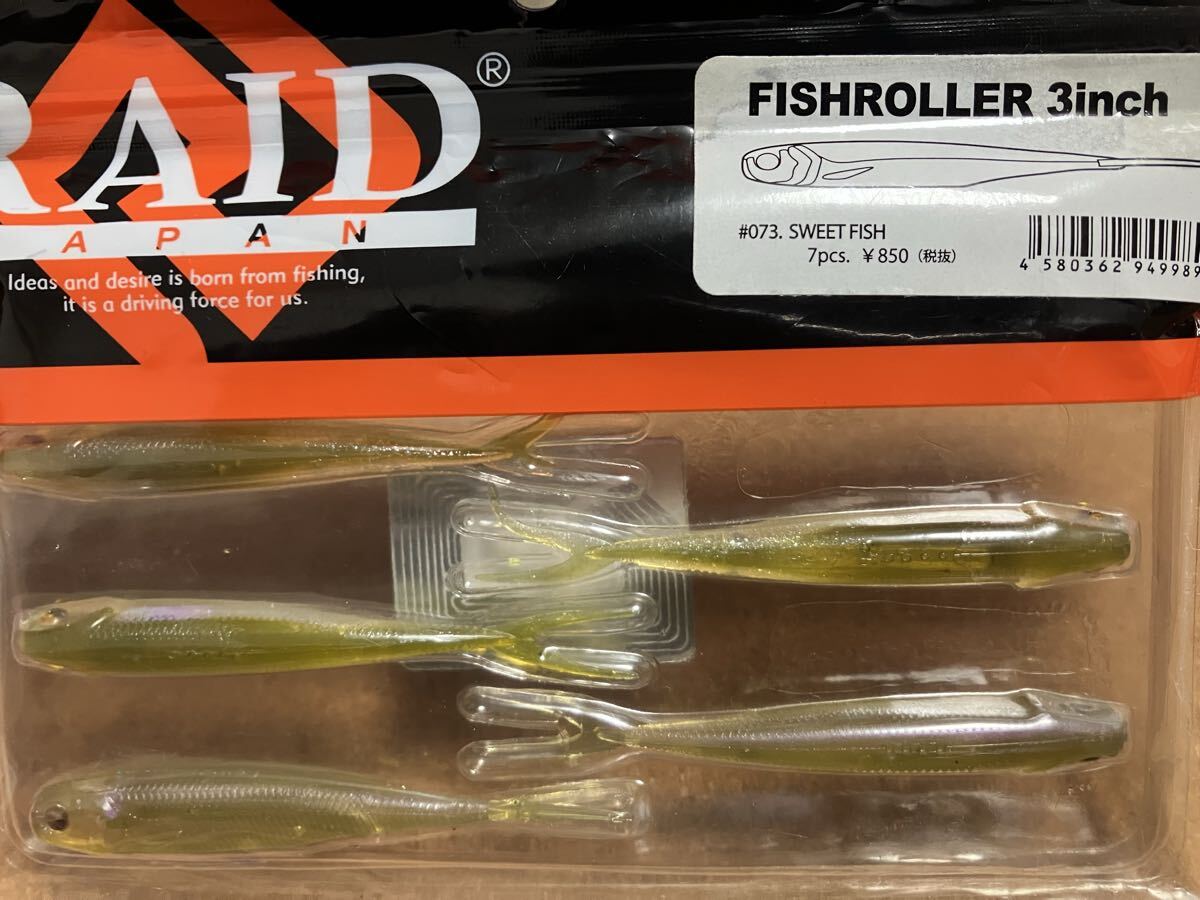 RAID®
JAPAN
Ideas and desire is born from fishing,
it is a driving force for us.
FISHROLLER 3inch
#073. SWEET FISH
7pcs. ¥850(税抜)
4 580362 949989